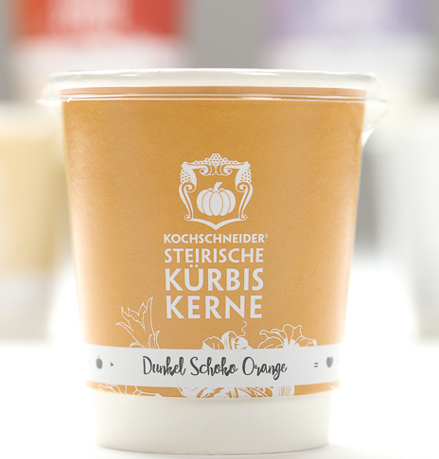 KOCHSCHNEIDER®
STEIRISCHE
KÜRBIS
KERNE
Dunkel Schoko Orange